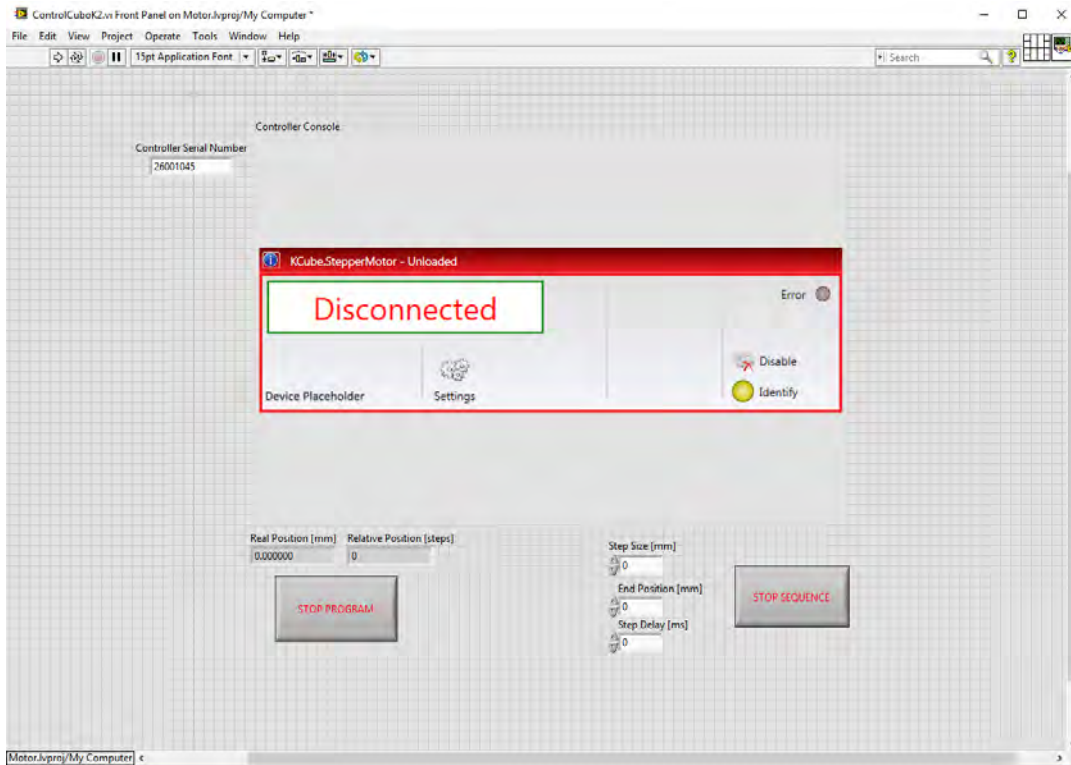 ControlCuboK2.vi Front Panel on Motor.lvproj/My Computer *
File Edit View Project Operate Tools Window Help
15pt Application Font
Search
Controller Console
Controller Serial Number
26001045
KCube.StepperMotor - Unloaded
Disconnected
Error
Disable
Device Placeholder
Settings
Identify
Real Position [mm] Relative Position [steps]
0.000000 0
Step Size [mm]
0
End Position [mm]
0
Step Delay [ms]
0
STOP PROGRAM
STOP SEQUENCE
Motor.lvproj/My Computer